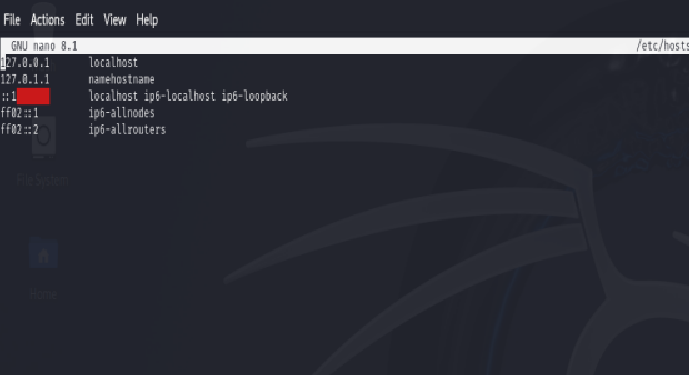 File Actions Edit View Help
GNU nano 8.1 /etc/hosts
127.0.0.1 localhost
127.0.1.1 namehostname
::1 localhost ip6-localhost ip6-loopback
ff02::1 ip6-allnodes
ff02::2 ip6-allrouters
File System
Home